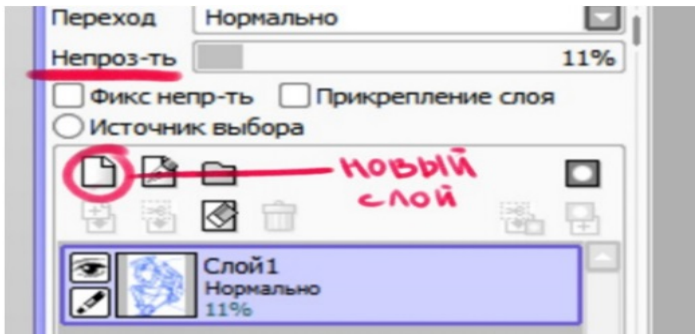 Переход Нормально
Непроз-ть 11%
Фикс непр-ть Прикрепление слоя
Источник выбора
новый
слой
Слой1
Нормально
11%